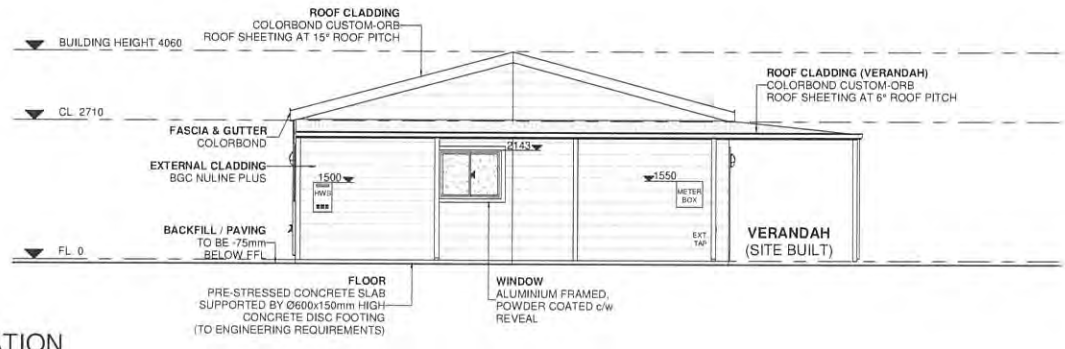 ROOF CLADDING
COLORBOND CUSTOM-ORB
ROOF SHEETING AT 15° ROOF PITCH
BUILDING HEIGHT 4060
ROOF CLADDING (VERANDAH)
COLORBOND CUSTOM-ORB
ROOF SHEETING AT 6° ROOF PITCH
CL. 2710
FASCIA & GUTTER
COLORBOND
2143
EXTERNAL CLADDING
BGC NULINE PLUS
1500
HWS
1550
METER
BOX
BACKFILL / PAVING
TO BE -75mm
BELOW FFL
EXT
TAP
VERANDAH
(SITE BUILT)
FL. 0
FLOOR
PRE-STRESSED CONCRETE SLAB
SUPPORTED BY Ø600x150mm HIGH
CONCRETE DISC FOOTING
(TO ENGINEERING REQUIREMENTS)
WINDOW
ALUMINIUM FRAMED,
POWDER COATED c/w
REVEAL
ATION